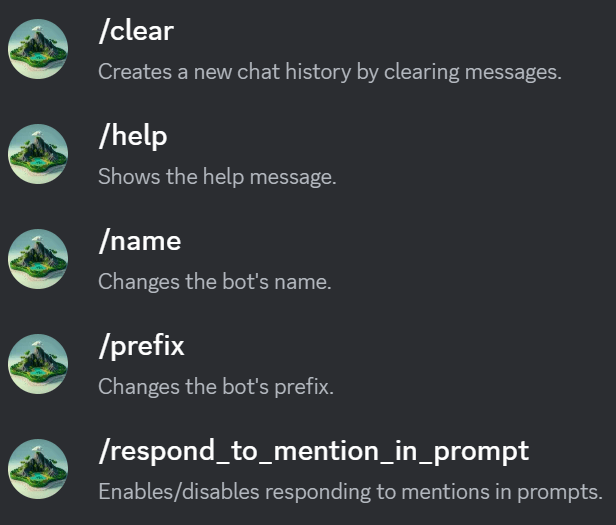 /clear
Creates a new chat history by clearing messages.
/help
Shows the help message.
/name
Changes the bot's name.
/prefix
Changes the bot's prefix.
/respond_to_mention_in_prompt
Enables/disables responding to mentions in prompts.